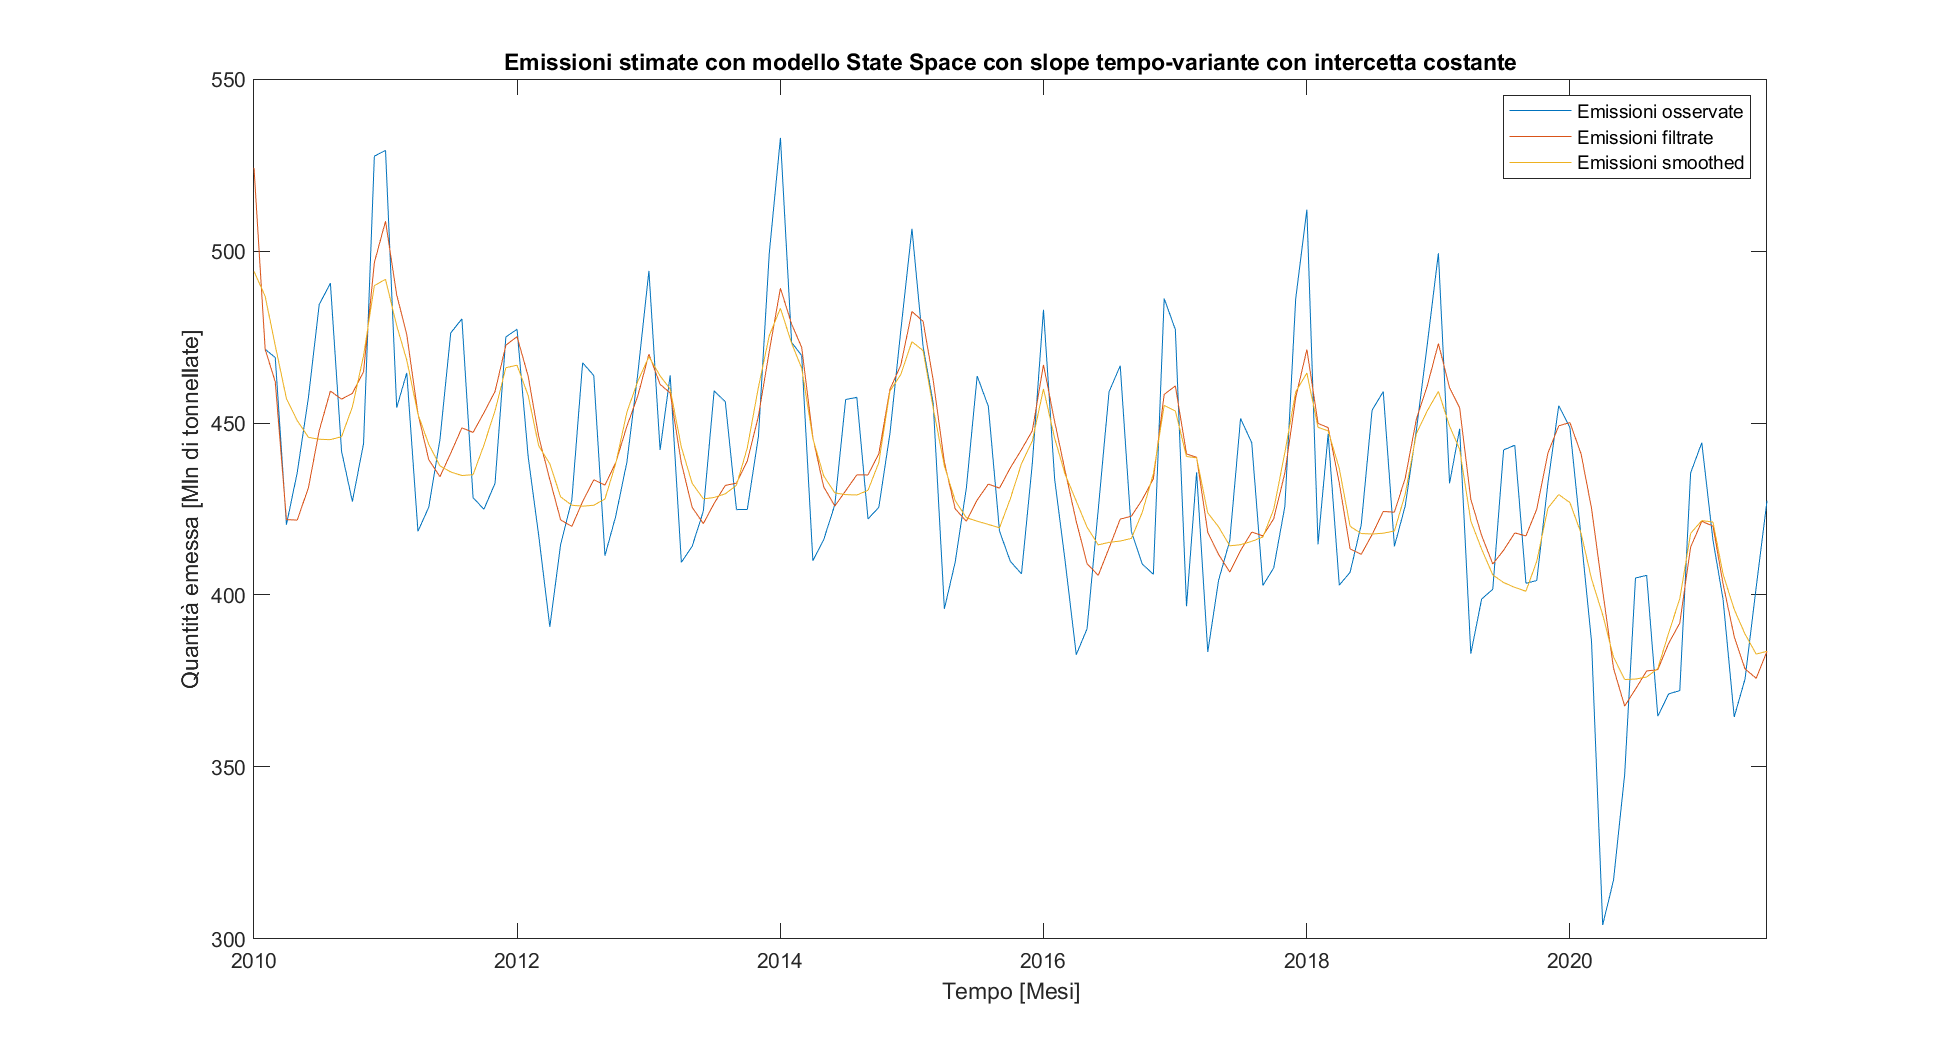 Emissioni stimate con modello State Space con slope tempo-variante con intercetta costante
550
500
450
400
350
300
Quantità emessa [Mln di tonnellate]
Emissioni osservate
Emissioni filtrate
Emissioni smoothed
2010
2012
2014
2016
2018
2020
Tempo [Mesi]